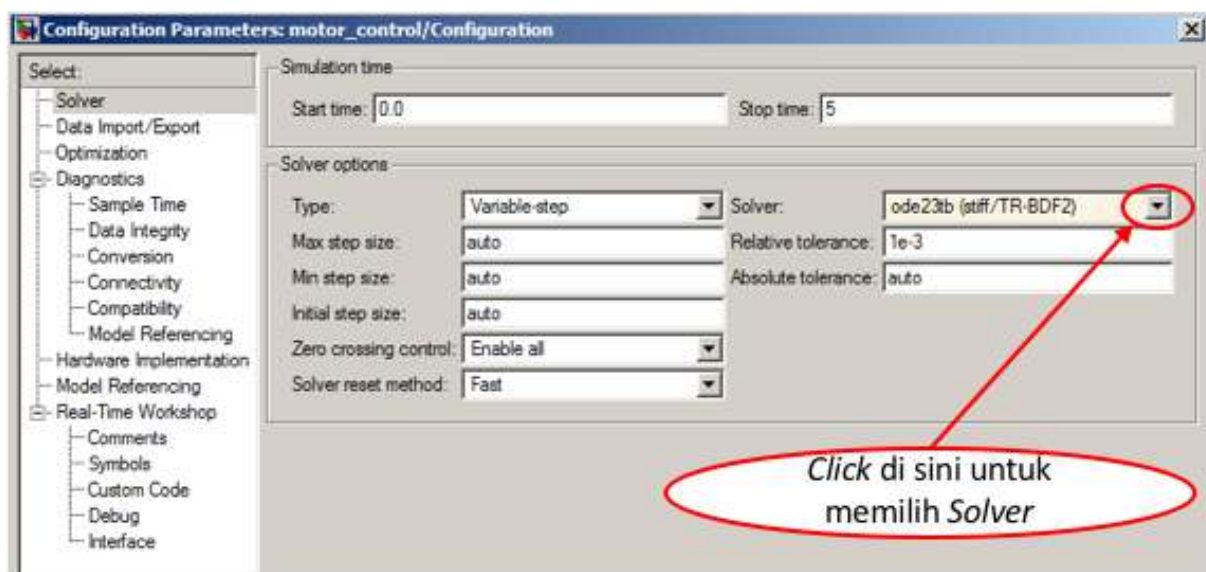 Configuration Parameters: motor_control/Configuration
Select:
Solver
Data Import/Export
Optimization
Diagnostics
Sample Time
Data Integrity
Conversion
Connectivity
Compatibility
Model Referencing
Hardware Implementation
Model Referencing
Real-Time Workshop
Comments
Symbols
Custom Code
Debug
Interface
Simulation time
Start time: 0.0 Stop time: 5
Solver options
Type: Variable-step Solver: ode23tb (stiff/TR-BDF2)
Max step size: auto Relative tolerance: 1e-3
Min step size: auto Absolute tolerance: auto
Initial step size: auto
Zero crossing control: Enable all
Solver reset method: Fast
Click di sini untuk
memilih Solver